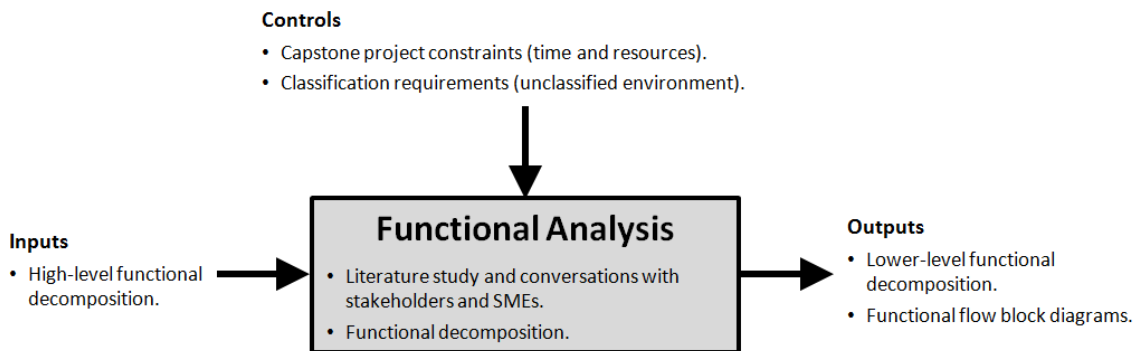 Controls
• Capstone project constraints (time and resources).
• Classification requirements (unclassified environment).
Functional Analysis
• Literature study and conversations with
stakeholders and SMEs.
• Functional decomposition.
Inputs
• High-level functional
decomposition.
Outputs
• Lower-level functional
decomposition.
• Functional flow block diagrams.